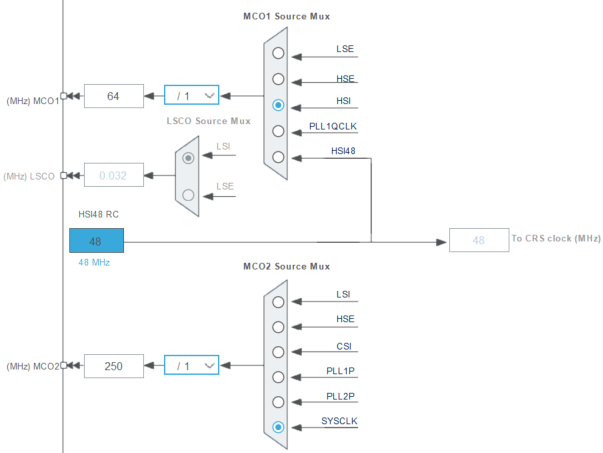 MCO1 Source Mux
LSE
HSE
(MHz) MCO1
64
/ 1
HSI
LSCO Source Mux
PLL1QCLK
LSI
HSI48
(MHz) LSCO
0.032
LSE
HSI48 RC
48
48
To CRS clock (MHz)
48 MHz
MCO2 Source Mux
LSI
HSE
CSI
(MHz) MCO2
250
/ 1
PLL1P
PLL2P
SYSCLK